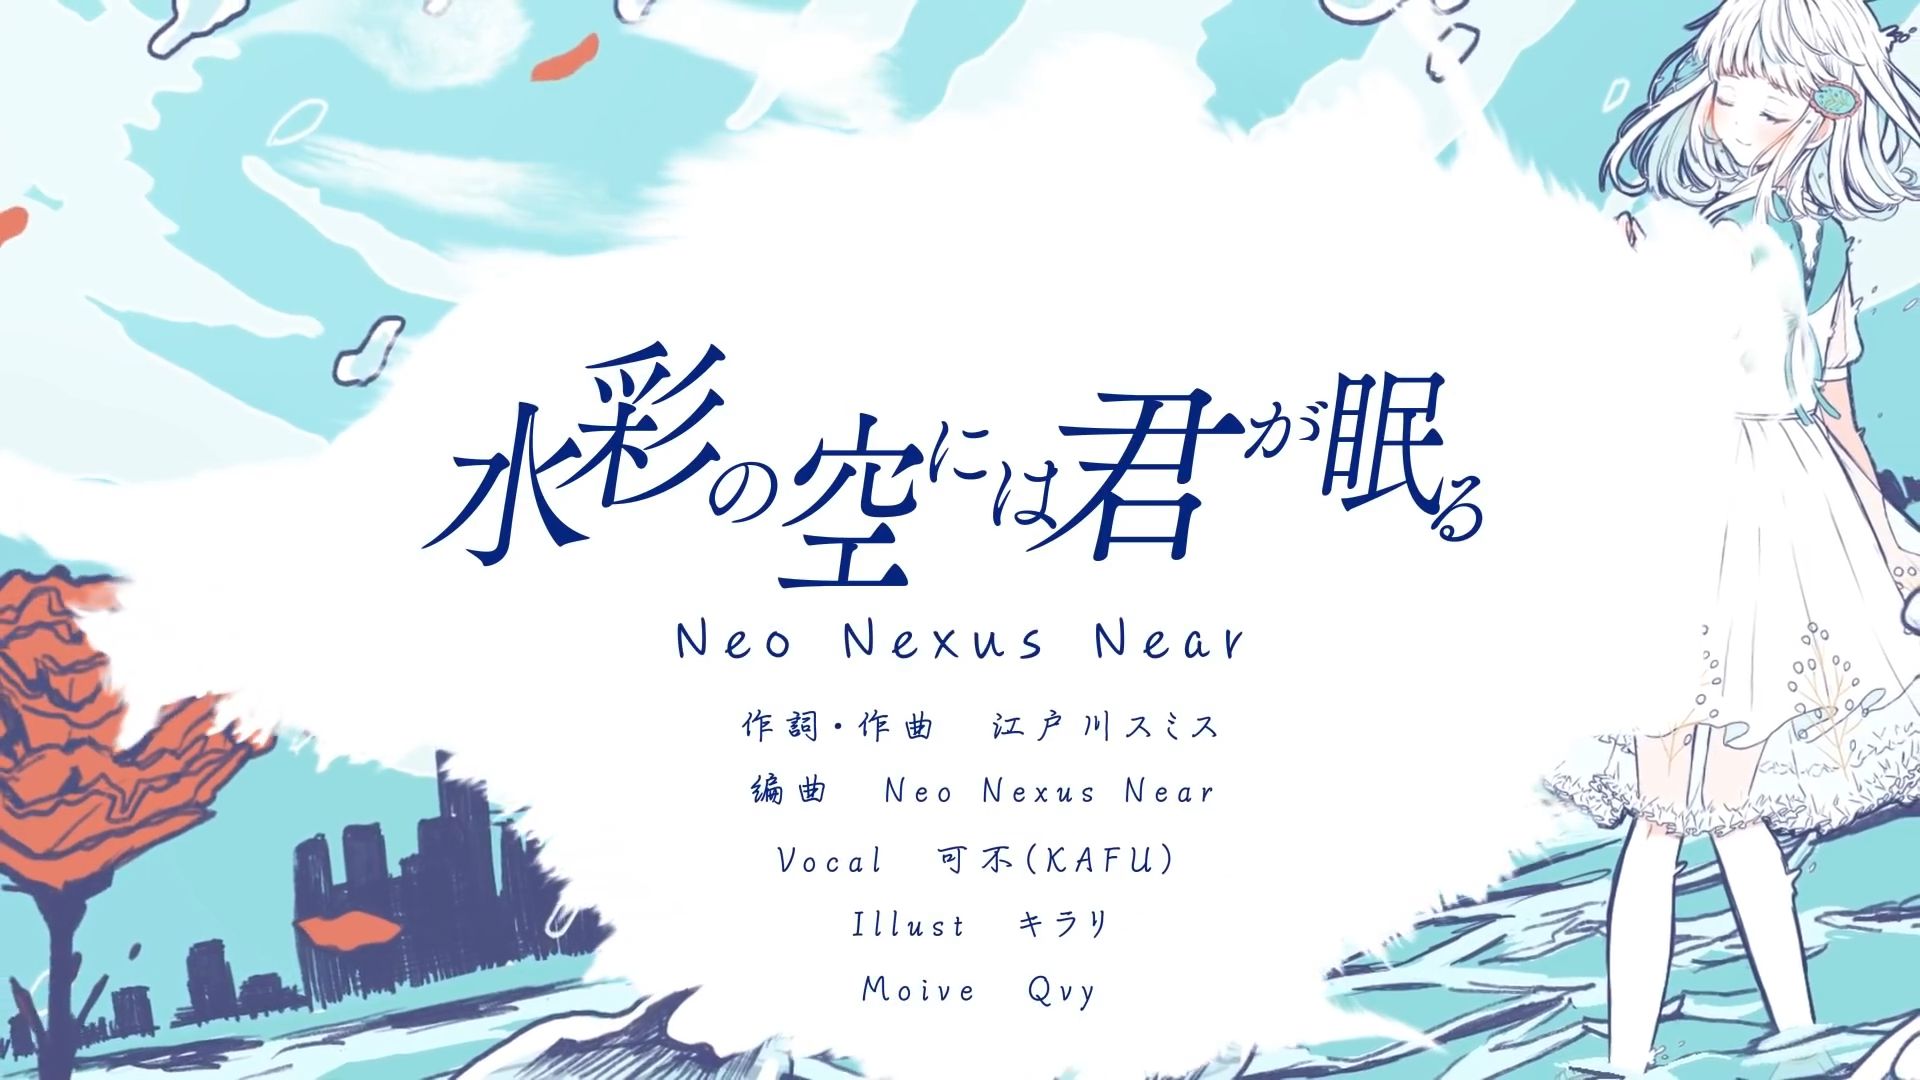 水彩の空には君が眠る
Neo Nexus Near
作詞・作曲　江戸川スミス
編曲　Neo Nexus Near
Vocal　可不(KAFU)
Illust　キラリ
Moive　Qvy